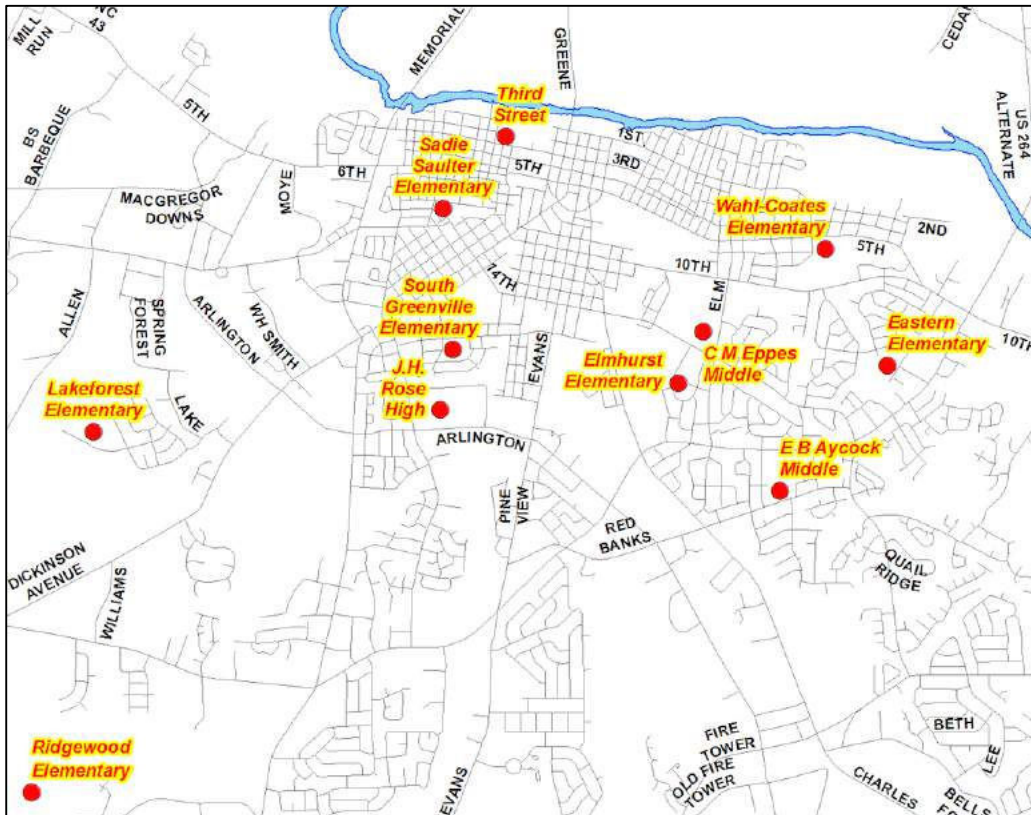 NC
43
MILL
RUN
MEMORIAL
GREENE
CEDAR
US 264
ALTERNATE
BS
BARBEQUE
5TH
Third
Street
1ST
3RD
5TH
6TH
Sadie
Saulter
Elementary
MOYE
MACGREGOR
DOWNS
Wahl-Coates
Elementary
2ND
5TH
10TH
14TH
ELM
ALLEN
SPRING
FOREST
ARLINGTON
WH SMITH
South
Greenville
Elementary
EVANS
Elmhurst
Elementary
C M Eppes
Middle
Eastern
Elementary
10TH
J.H.
Rose
High
Lakeforest
Elementary
LAKE
ARLINGTON
E B Aycock
Middle
PINE
VIEW
RED
BANKS
QUAIL
RIDGE
DICKINSON
AVENUE
WILLIAMS
Ridgewood
Elementary
EVANS
FIRE
TOWER
OLD FIRE
TOWER
CHARLES
BETH
LEE
BELLS